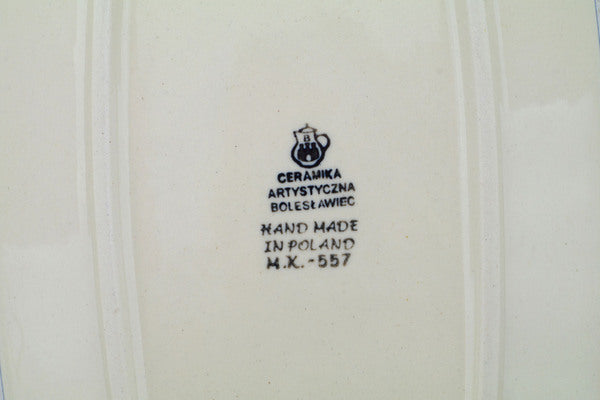 B
CERAMIKA
ARTYSTYCZNA
BOLESŁAWIEC
HAND MADE
IN POLAND
M.K.-557